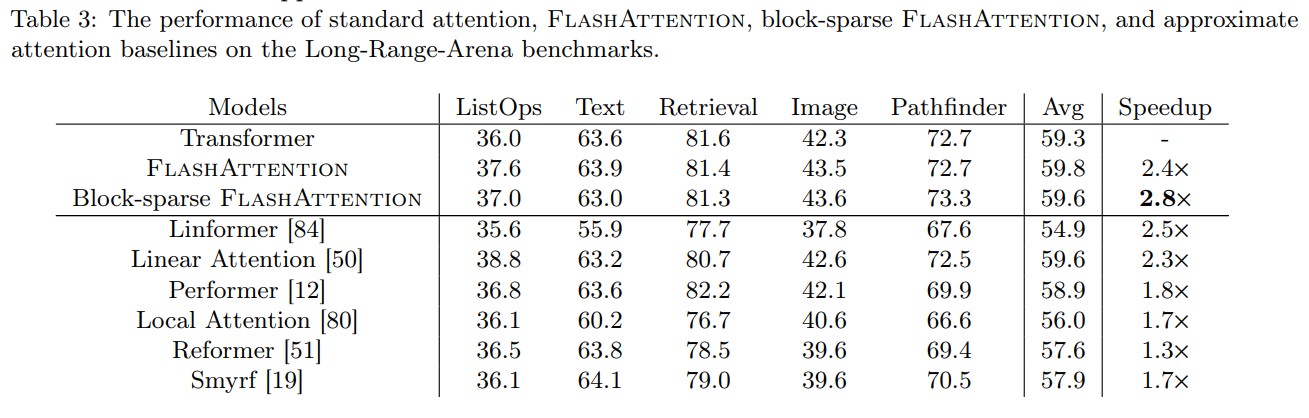 Table 3: The performance of standard attention, FLASHATTENTION, block-sparse FLASHATTENTION, and approximate
attention baselines on the Long-Range-Arena benchmarks.
Models ListOps Text Retrieval Image Pathfinder Avg Speedup
Transformer 36.0 63.6 81.6 42.3 72.7 59.3 -
FLASHATTENTION 37.6 63.9 81.4 43.5 72.7 59.8 2.4×
Block-sparse FLASHATTENTION 37.0 63.0 81.3 43.6 73.3 59.6 2.8×
Linformer [84] 35.6 55.9 77.7 37.8 67.6 54.9 2.5×
Linear Attention [50] 38.8 63.2 80.7 42.6 72.5 59.6 2.3×
Performer [12] 36.8 63.6 82.2 42.1 69.9 58.9 1.8×
Local Attention [80] 36.1 60.2 76.7 40.6 66.6 56.0 1.7×
Reformer [51] 36.5 63.8 78.5 39.6 69.4 57.6 1.3×
Smyrf [19] 36.1 64.1 79.0 39.6 70.5 57.9 1.7×